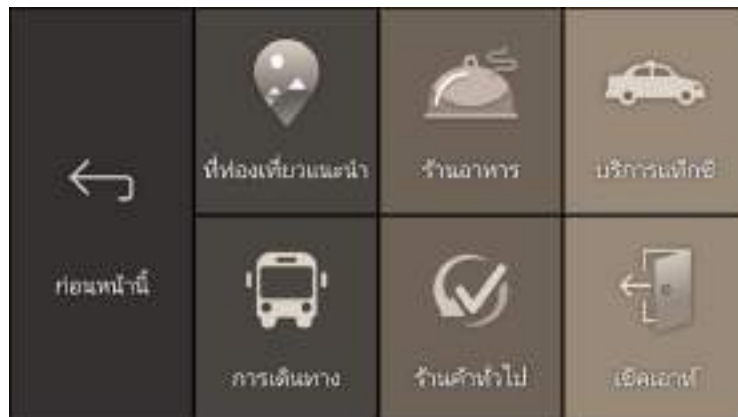 ที่ท่องเที่ยวแนะนำ
ร้านอาหาร
บริการแท็กซี่
ก่อนหน้านี้
การเดินทาง
ร้านค้าทั่วไป
เช็คเอาท์